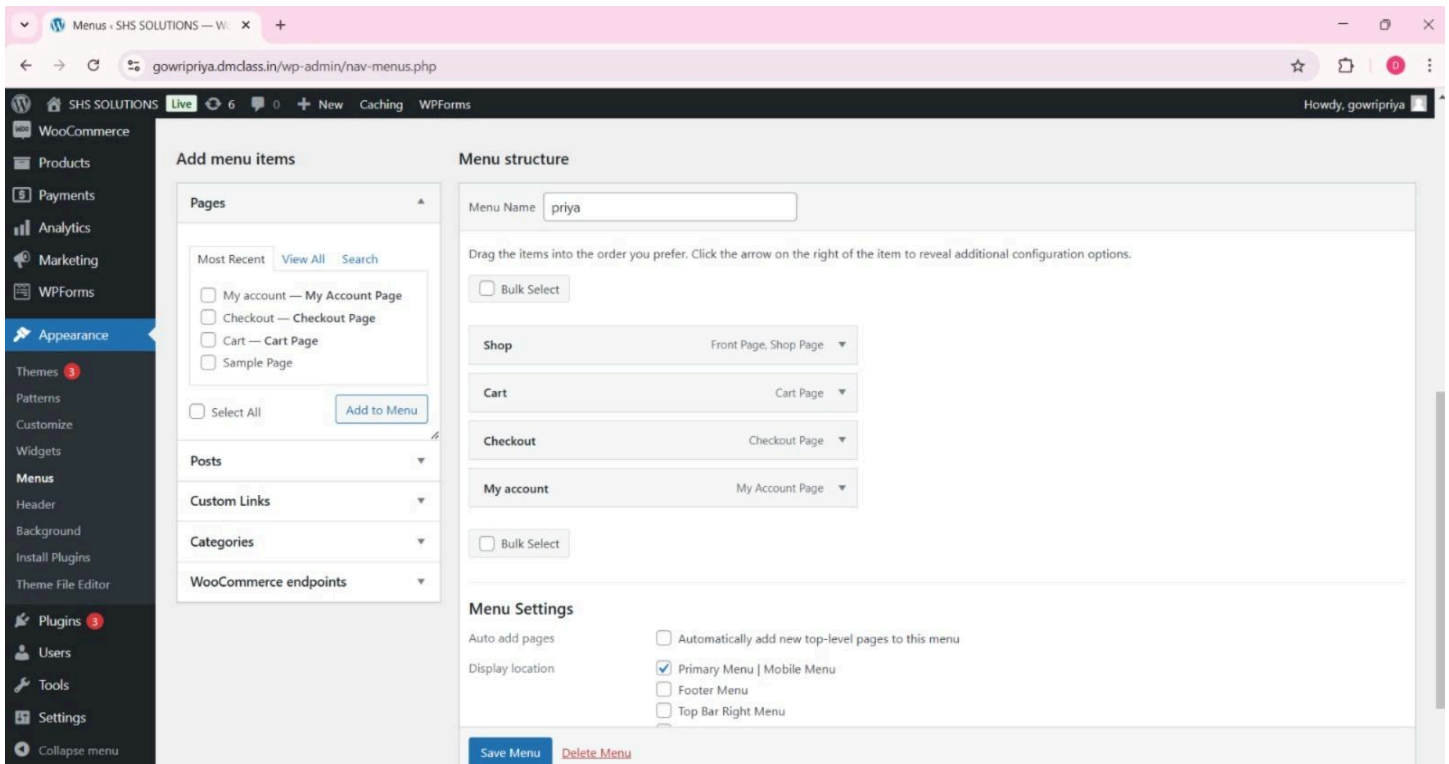 Menus ‹ SHS SOLUTIONS — W
gowripriya.dmclass.in/wp-admin/nav-menus.php
D
SHS SOLUTIONS Live 6 0 + New Caching WPForms
Howdy, gowripriya
WooCommerce
Products
Payments
Analytics
Marketing
WPForms
Appearance
Themes 3
Patterns
Customize
Widgets
Menus
Header
Background
Install Plugins
Theme File Editor
Plugins 3
Users
Tools
Settings
Collapse menu
Add menu items
Pages
Most Recent View All Search
My account — My Account Page
Checkout — Checkout Page
Cart — Cart Page
Sample Page
Select All
Add to Menu
Posts
Custom Links
Categories
WooCommerce endpoints
Menu structure
Menu Name priya
Drag the items into the order you prefer. Click the arrow on the right of the item to reveal additional configuration options.
Bulk Select
Shop Front Page, Shop Page
Cart Cart Page
Checkout Checkout Page
My account My Account Page
Bulk Select
Menu Settings
Auto add pages Automatically add new top-level pages to this menu
Display location Primary Menu | Mobile Menu
Footer Menu
Top Bar Right Menu
Save Menu Delete Menu